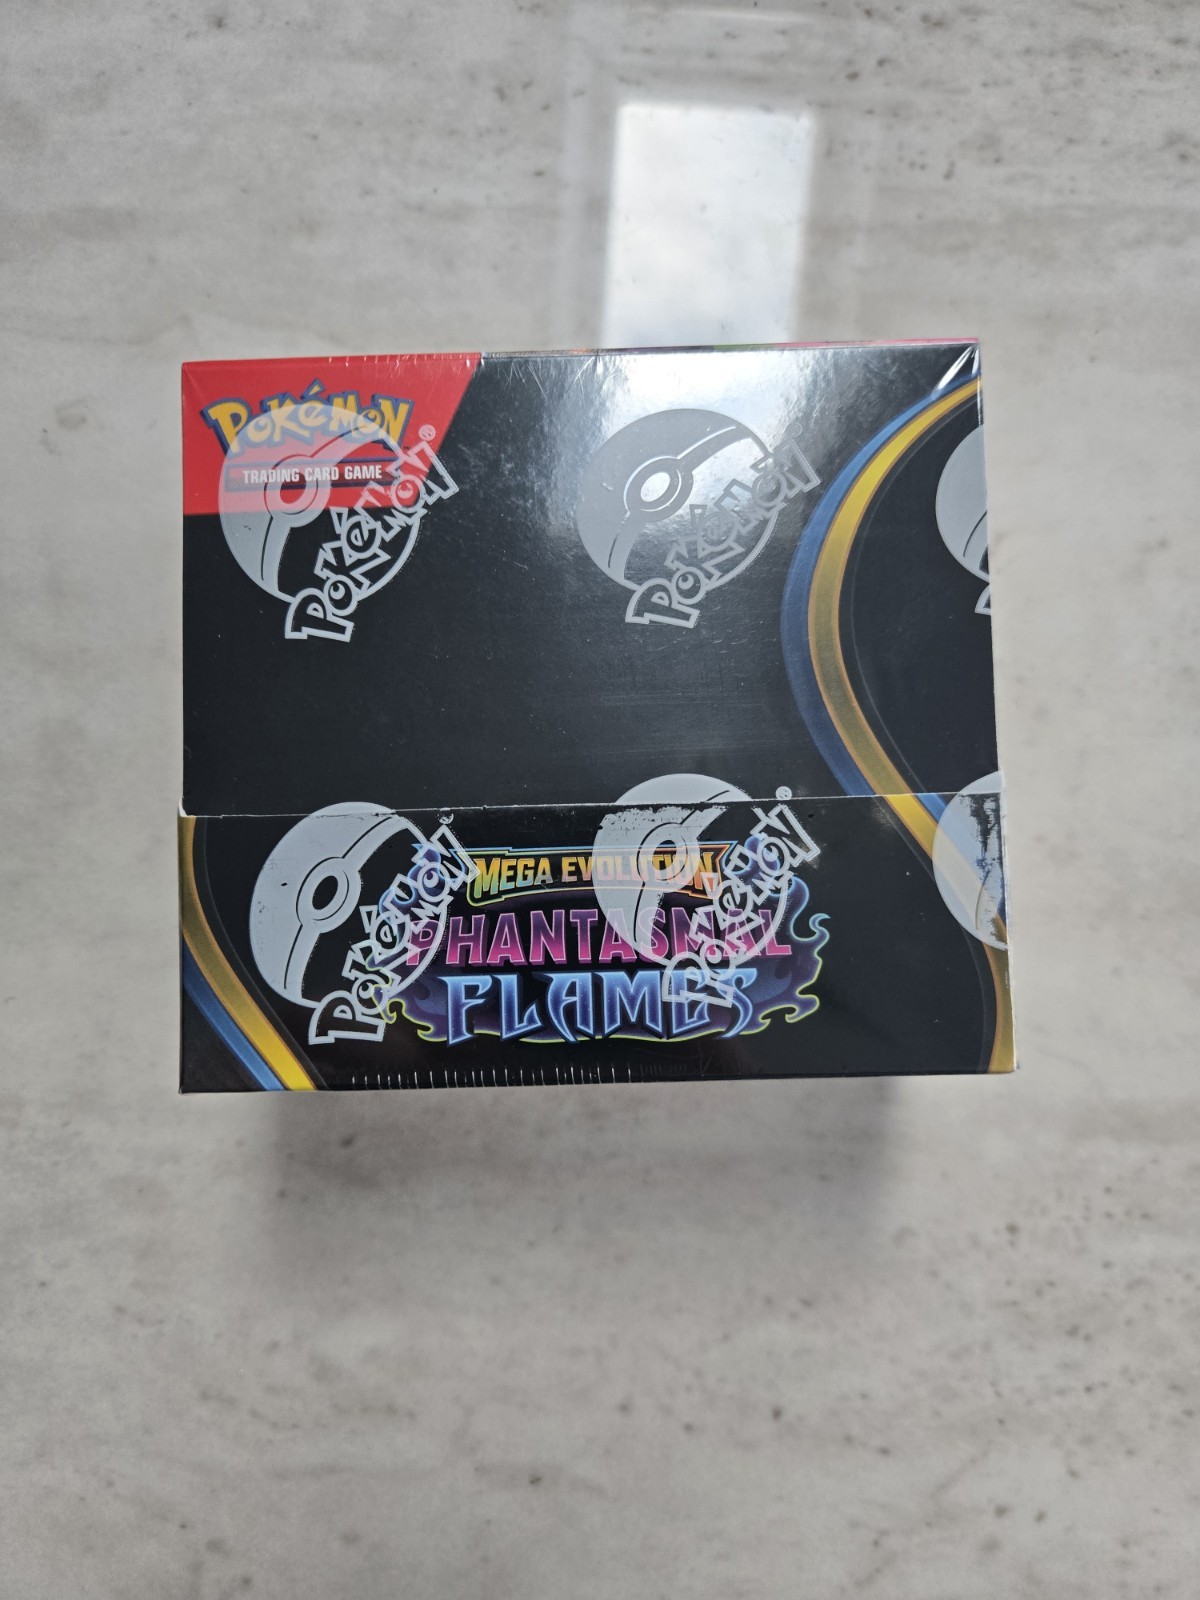 POKéMON
TRADING CARD GAME
POKéMON®
POKéMON
POKéMON
POKéMON®
MEGA EVOLUTION
PHANTASMAL
FLAMES